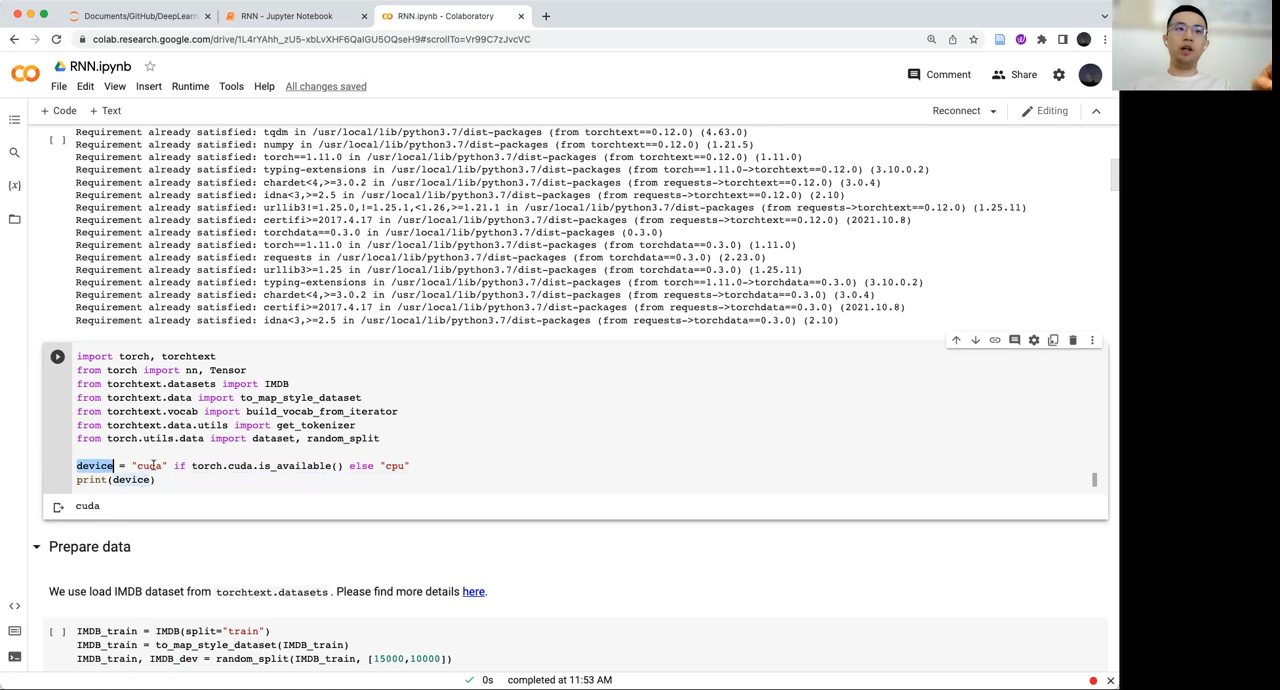 Documents/GitHub/DeepLearn
RNN - Jupyter Notebook
RNN.ipynb - Colaboratory
colab.research.google.com/drive/1L4rYAhh_zU5-xbLvXHF6QaIGU5OQseH9#scrollTo=Vr99C7zJvcVC
RNN.ipynb
File Edit View Insert Runtime Tools Help All changes saved
Comment Share
+ Code + Text
Reconnect Editing
Requirement already satisfied: tqdm in /usr/local/lib/python3.7/dist-packages (from torchtext==0.12.0) (4.63.0)
Requirement already satisfied: numpy in /usr/local/lib/python3.7/dist-packages (from torchtext==0.12.0) (1.21.5)
Requirement already satisfied: torch==1.11.0 in /usr/local/lib/python3.7/dist-packages (from torchtext==0.12.0) (1.11.0)
Requirement already satisfied: typing-extensions in /usr/local/lib/python3.7/dist-packages (from torch==1.11.0->torchtext==0.12.0) (3.10.0.2)
Requirement already satisfied: chardet<4,>=3.0.2 in /usr/local/lib/python3.7/dist-packages (from requests->torchtext==0.12.0) (3.0.4)
Requirement already satisfied: idna<3,>=2.5 in /usr/local/lib/python3.7/dist-packages (from requests->torchtext==0.12.0) (2.10)
Requirement already satisfied: urllib3!=1.25.0,!=1.25.1,<1.26,>=1.21.1 in /usr/local/lib/python3.7/dist-packages (from requests->torchtext==0.12.0) (1.25.11)
Requirement already satisfied: certifi>=2017.4.17 in /usr/local/lib/python3.7/dist-packages (from requests->torchtext==0.12.0) (2021.10.8)
Requirement already satisfied: torchdata==0.3.0 in /usr/local/lib/python3.7/dist-packages (0.3.0)
Requirement already satisfied: torch==1.11.0 in /usr/local/lib/python3.7/dist-packages (from torchdata==0.3.0) (1.11.0)
Requirement already satisfied: requests in /usr/local/lib/python3.7/dist-packages (from torchdata==0.3.0) (2.23.0)
Requirement already satisfied: urllib3>=1.25 in /usr/local/lib/python3.7/dist-packages (from torchdata==0.3.0) (1.25.11)
Requirement already satisfied: typing-extensions in /usr/local/lib/python3.7/dist-packages (from torch==1.11.0->torchdata==0.3.0) (3.10.0.2)
Requirement already satisfied: chardet<4,>=3.0.2 in /usr/local/lib/python3.7/dist-packages (from requests->torchdata==0.3.0) (3.0.4)
Requirement already satisfied: certifi>=2017.4.17 in /usr/local/lib/python3.7/dist-packages (from requests->torchdata==0.3.0) (2021.10.8)
Requirement already satisfied: idna<3,>=2.5 in /usr/local/lib/python3.7/dist-packages (from requests->torchdata==0.3.0) (2.10)
import torch, torchtext
from torch import nn, Tensor
from torchtext.datasets import IMDB
from torchtext.data import to_map_style_dataset
from torchtext.vocab import build_vocab_from_iterator
from torchtext.data.utils import get_tokenizer
from torch.utils.data import dataset, random_split
device = "cuda" if torch.cuda.is_available() else "cpu"
print(device)
cuda
Prepare data
We use load IMDB dataset from torchtext.datasets. Please find more details here.
[ ] IMDB_train = IMDB(split="train")
IMDB_train = to_map_style_dataset(IMDB_train)
IMDB_train, IMDB_dev = random_split(IMDB_train, [15000,10000])
0s completed at 11:53 AM